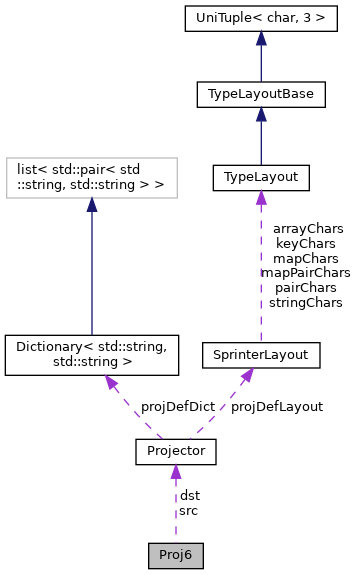 UniTuple< char, 3 >
TypeLayoutBase
list< std::pair< std
::string, std::string > >
TypeLayout
arrayChars
keyChars
mapChars
mapPairChars
pairChars
stringChars
Dictionary< std::string,
std::string >
SprinterLayout
projDefDict
projDefLayout
Projector
dst
src
Proj6